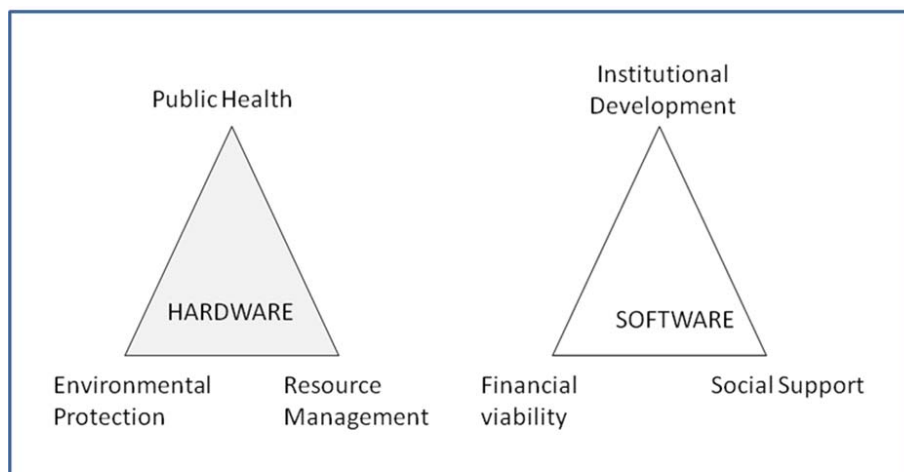 Public Health
HARDWARE
Environmental
Protection
Resource
Management
Institutional
Development
SOFTWARE
Financial
viability
Social Support